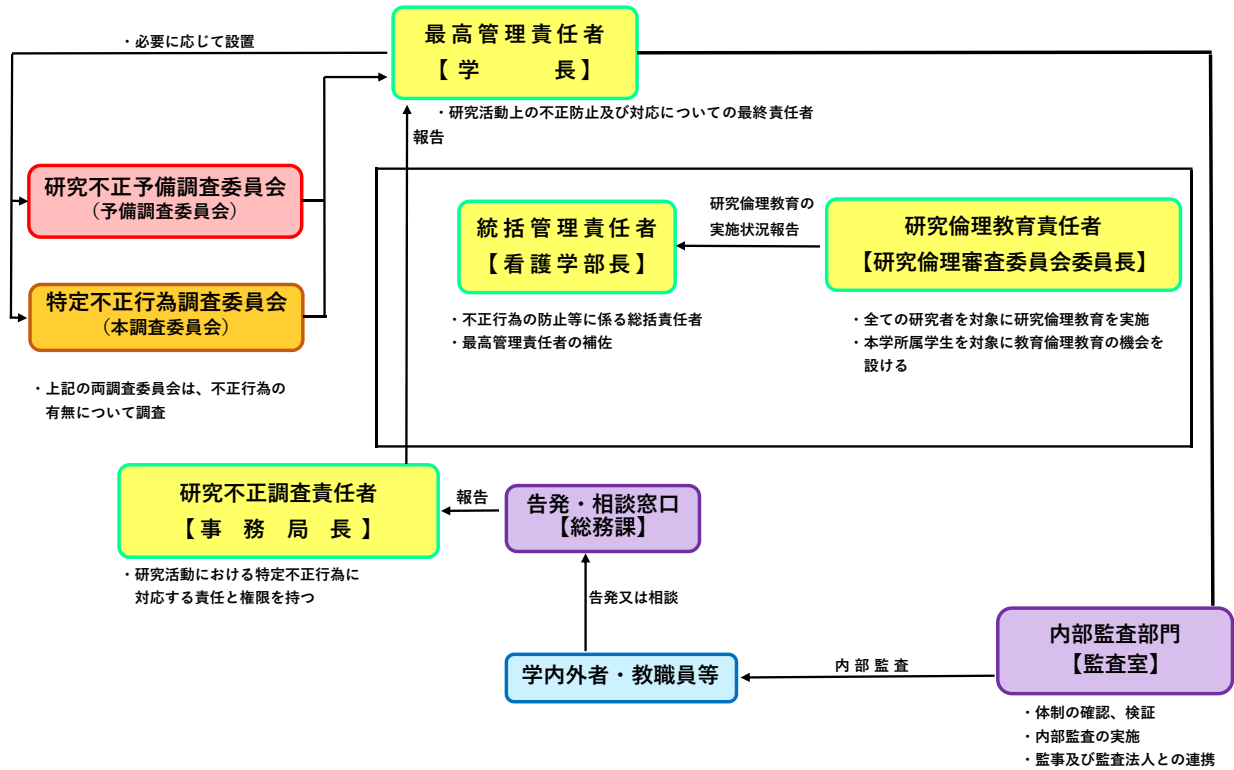 ・必要に応じて設置
最高管理責任者
【学　　　長】
・研究活動上の不正防止及び対応についての最終責任者
報告
研究不正予備調査委員会
（予備調査委員会）
特定不正行為調査委員会
（本調査委員会）
・上記の両調査委員会は、不正行為の
有無について調査
統括管理責任者
【看護学部長】
研究倫理教育の
実施状況報告
研究倫理教育責任者
【研究倫理審査委員会委員長】
・不正行為の防止等に係る総括責任者
・最高管理責任者の補佐
・全ての研究者を対象に研究倫理教育を実施
・本学所属学生を対象に教育倫理教育の機会を
設ける
研究不正調査責任者
【事　務　局　長】
報告
告発・相談窓口
【総務課】
・研究活動における特定不正行為に
対応する責任と権限を持つ
告発又は相談
学内外者・教職員等
内部監査
内部監査部門
【監査室】
・体制の確認、検証
・内部監査の実施
・監事及び監査法人との連携